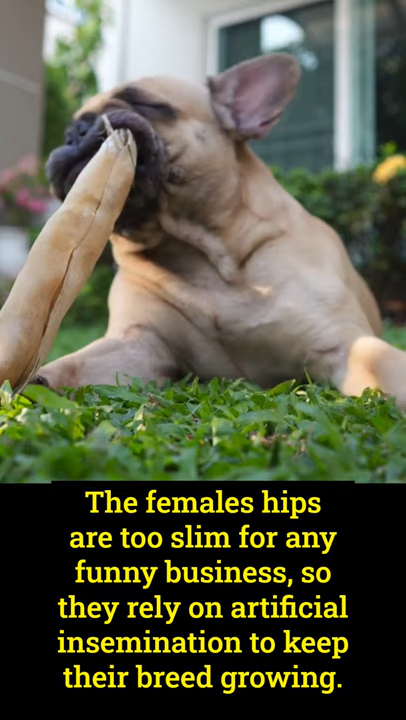 The females hips
are too slim for any
funny business, so
they rely on artificial
insemination to keep
their breed growing.